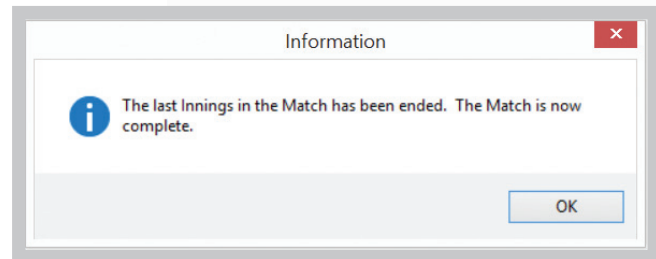 Information
The last Innings in the Match has been ended.  The Match is now
complete.
OK